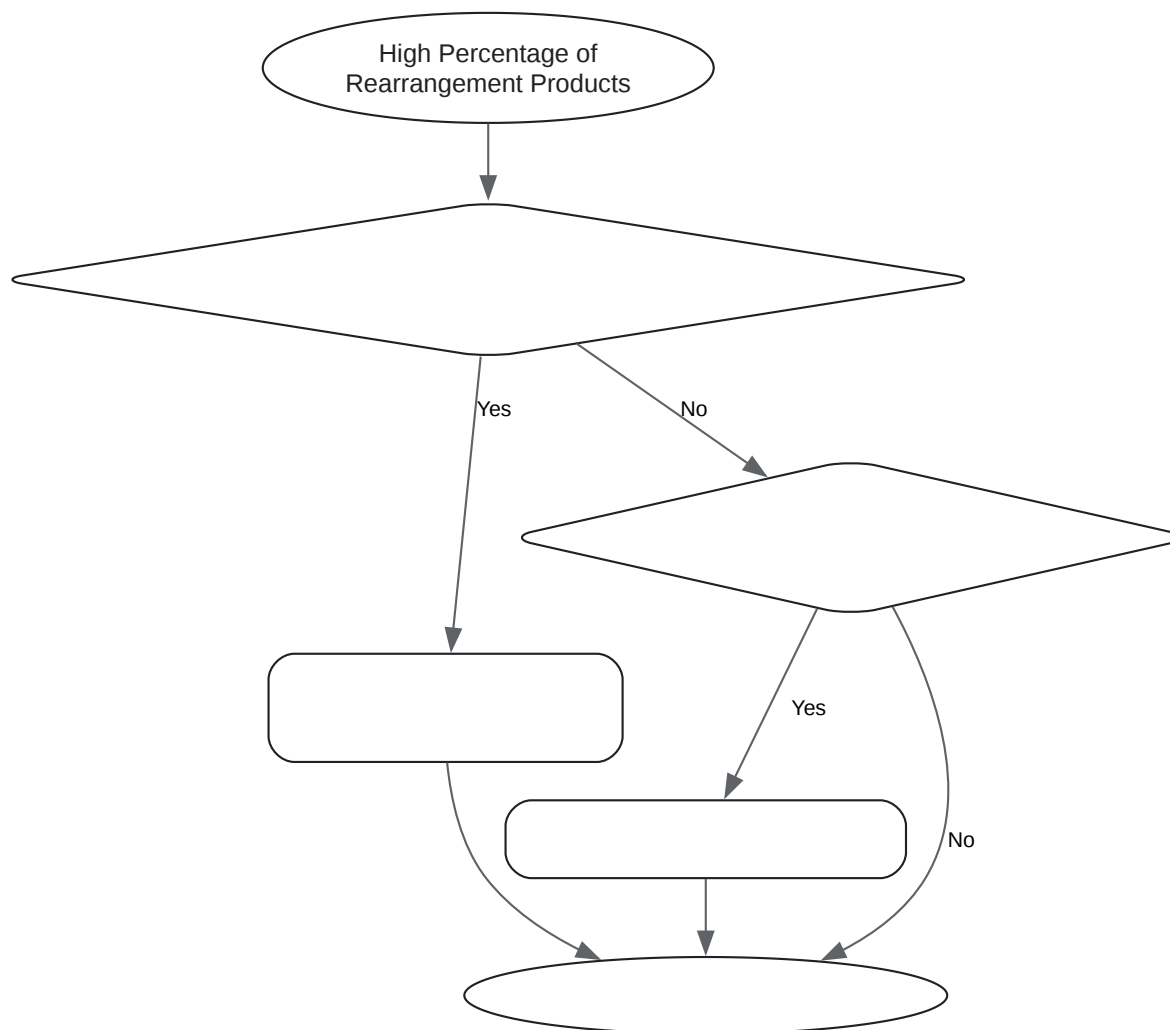 High Percentage of
Rearrangement Products
Yes
No
Yes
No